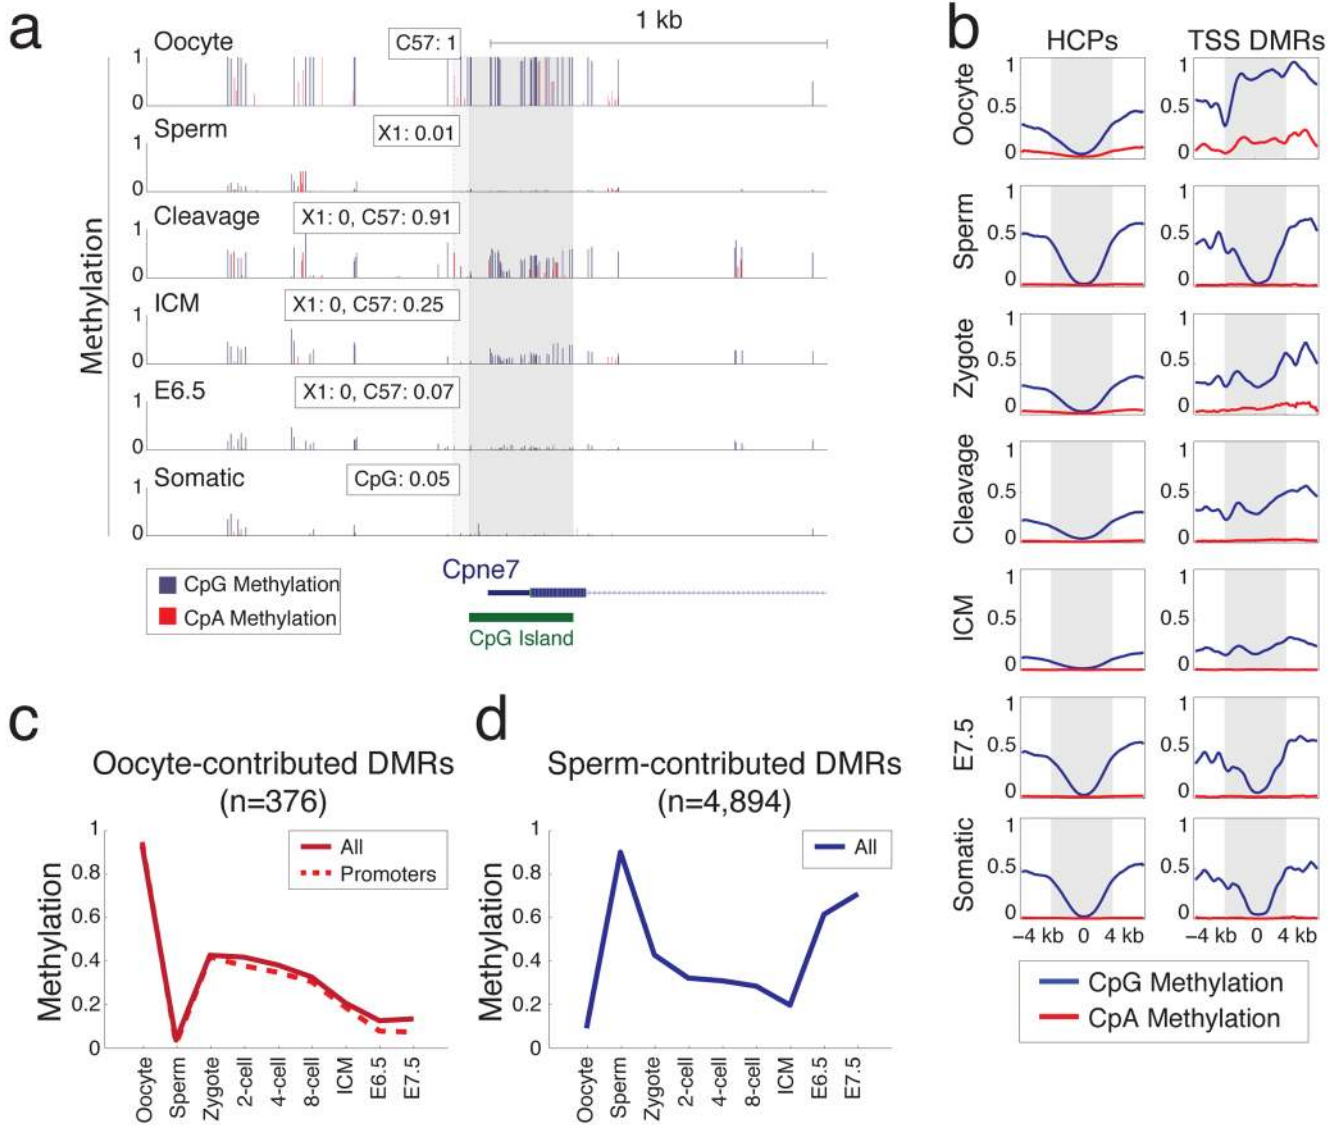 a
1 kb
Oocyte
C57: 1
1
0
Sperm
X1: 0.01
1
0
Cleavage
X1: 0, C57: 0.91
1
0
ICM
X1: 0, C57: 0.25
1
0
E6.5
X1: 0, C57: 0.07
1
0
Somatic
CpG: 0.05
1
0
Methylation
CpG Methylation
CpA Methylation
Cpne7
CpG Island
b
HCPs
TSS DMRs
Oocyte
1
0.5
0
1
0.5
0
Sperm
1
0.5
0
1
0.5
0
Zygote
1
0.5
0
1
0.5
0
Cleavage
1
0.5
0
1
0.5
0
ICM
1
0.5
0
1
0.5
0
E7.5
1
0.5
0
1
0.5
0
Somatic
1
0.5
0
1
0.5
0
−4 kb 0 4 kb
−4 kb 0 4 kb
CpG Methylation
CpA Methylation
c
Oocyte-contributed DMRs
(n=376)
All
Promoters
Methylation
1
0.8
0.6
0.4
0.2
0
Oocyte
Sperm
Zygote
2-cell
4-cell
8-cell
ICM
E6.5
E7.5
d
Sperm-contributed DMRs
(n=4,894)
All
Methylation
1
0.8
0.6
0.4
0.2
0
Oocyte
Sperm
Zygote
2-cell
4-cell
8-cell
ICM
E6.5
E7.5